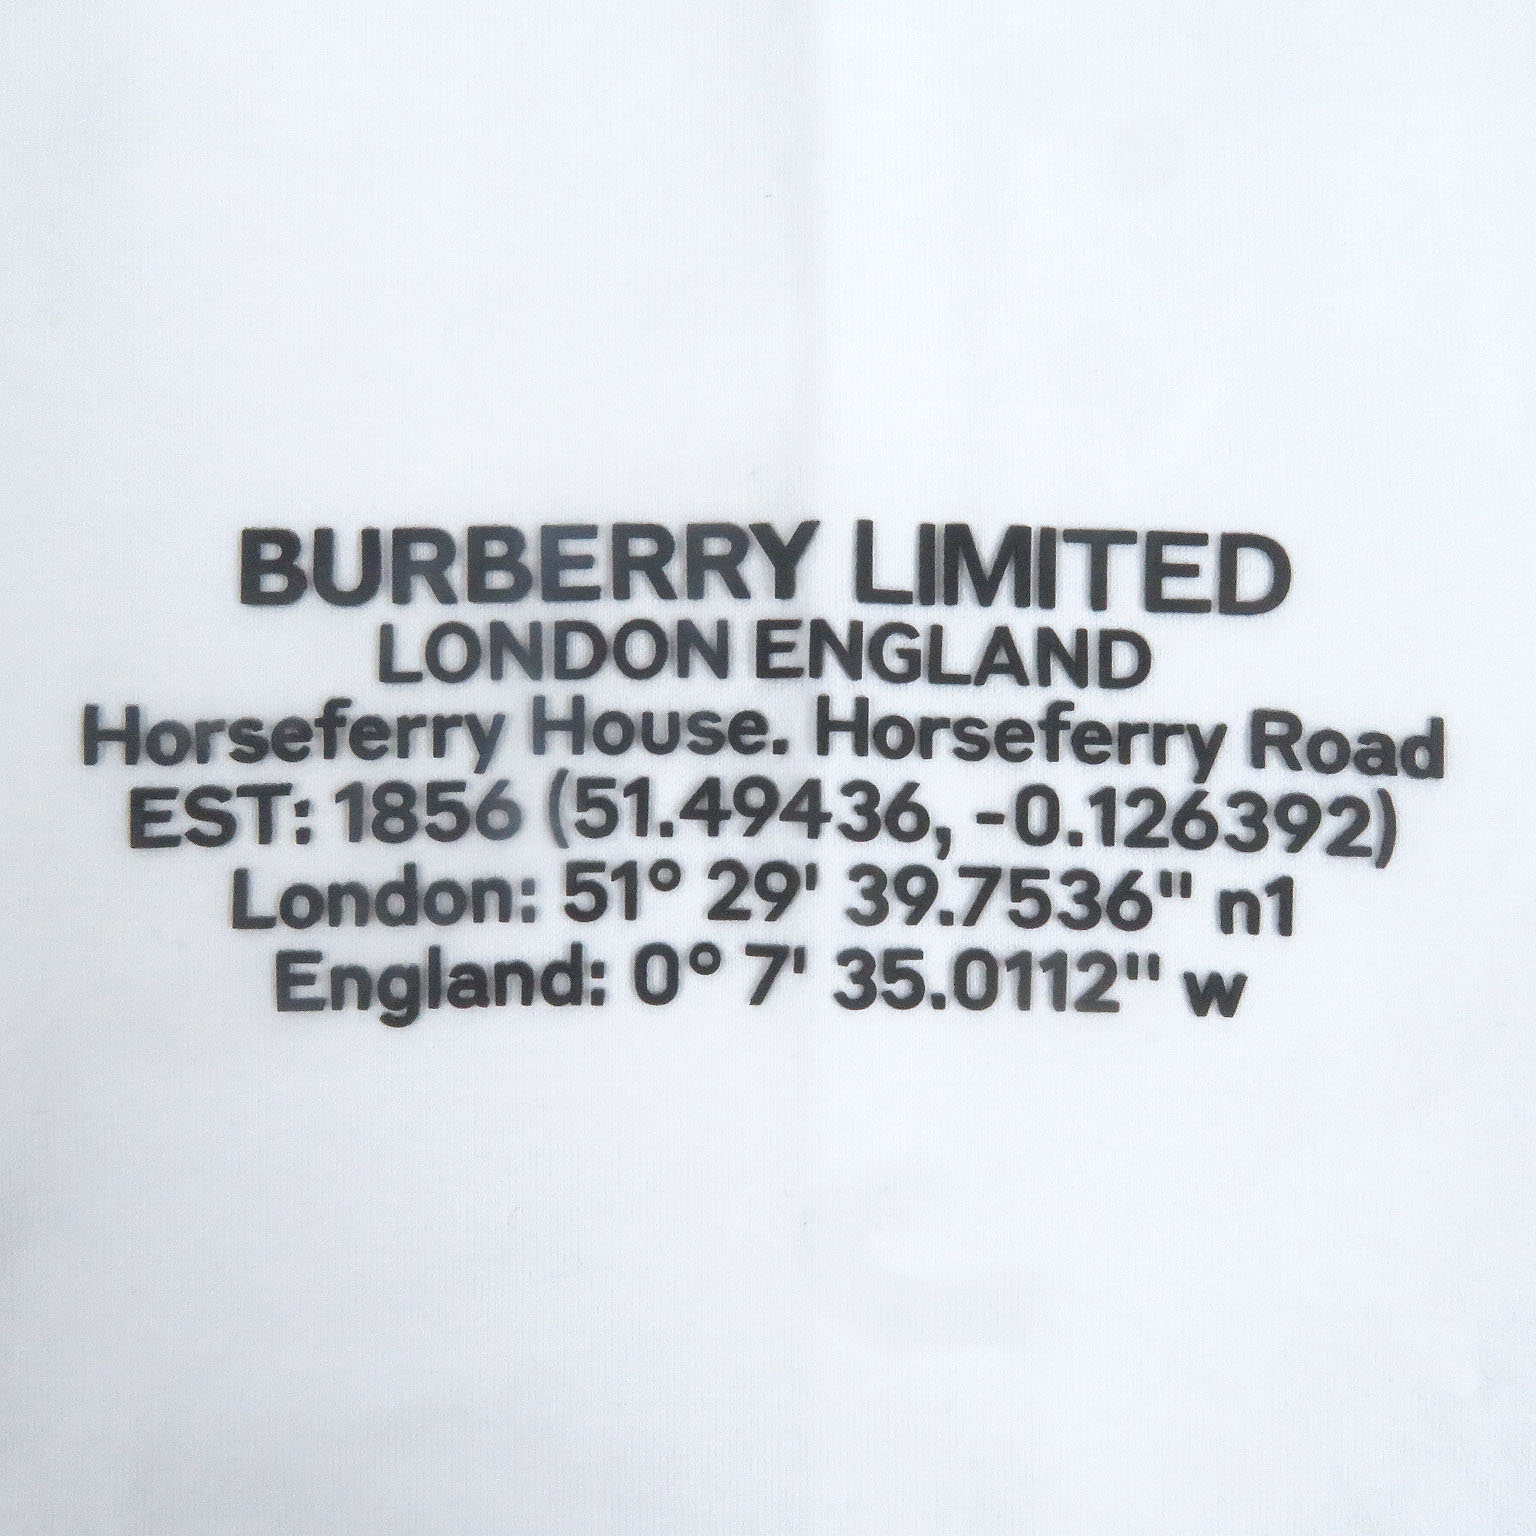 BURBERRY LIMITED
LONDON ENGLAND
Horseferry House. Horseferry Road
EST: 1856 (51.49436, -0.126392)
London: 51° 29' 39.7536" n1
England: 0° 7' 35.0112" w